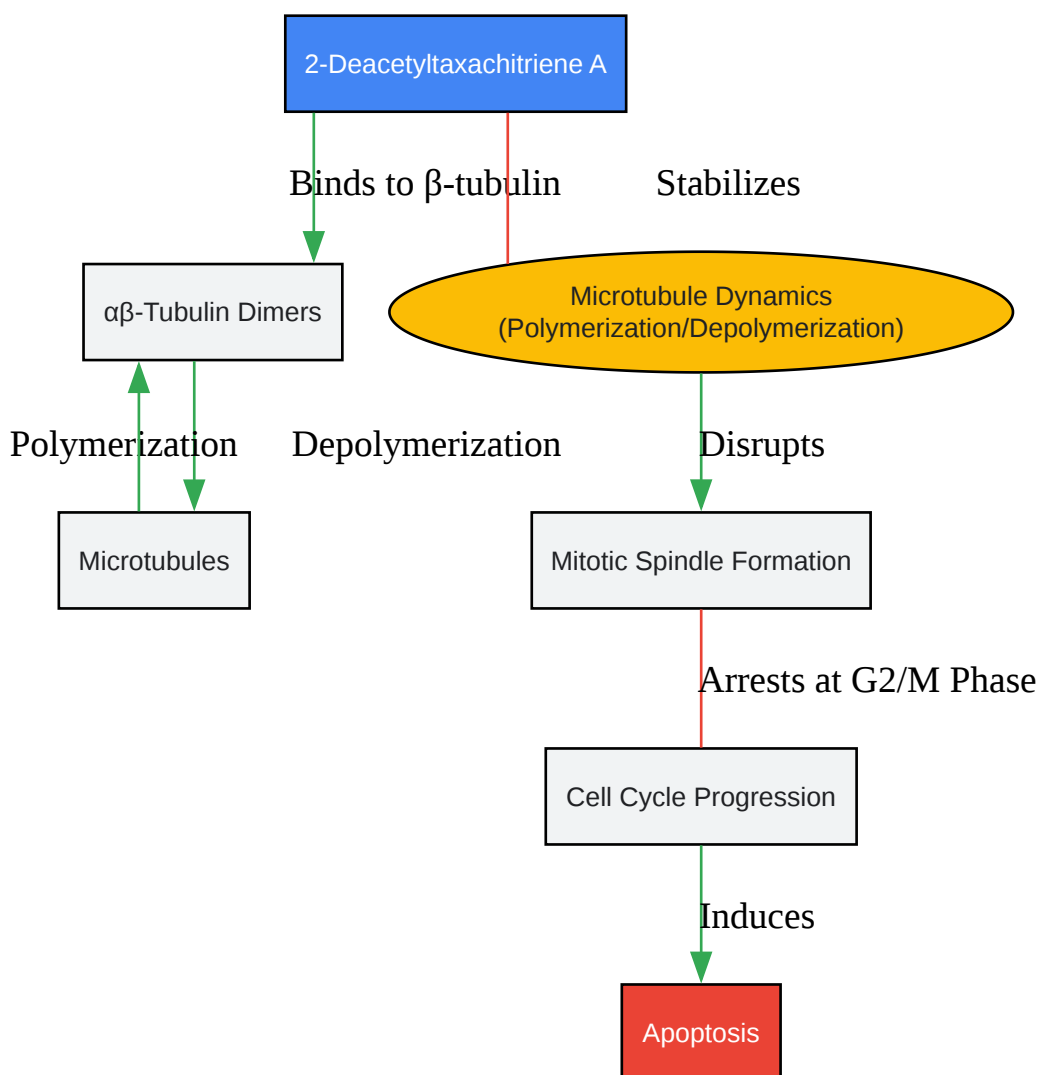 2-Deacetyltaxachitriene A
Binds to β-tubulin
Stabilizes
αβ-Tubulin Dimers
Microtubule Dynamics
(Polymerization/Depolymerization)
Polymerization
Depolymerization
Disrupts
Microtubules
Mitotic Spindle Formation
Arrests at G2/M Phase
Cell Cycle Progression
Induces
Apoptosis